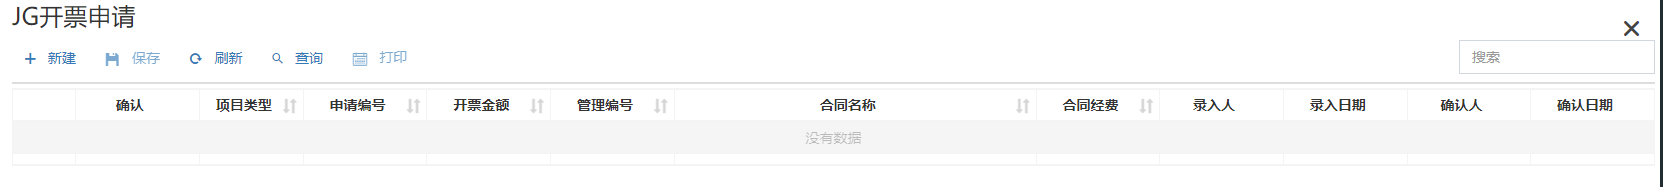 JG开票申请
新建 保存 刷新 查询 打印
搜索
确认 项目类型 申请编号 开票金额 管理编号 合同名称 合同经费 录入人 录入日期 确认人 确认日期
没有数据